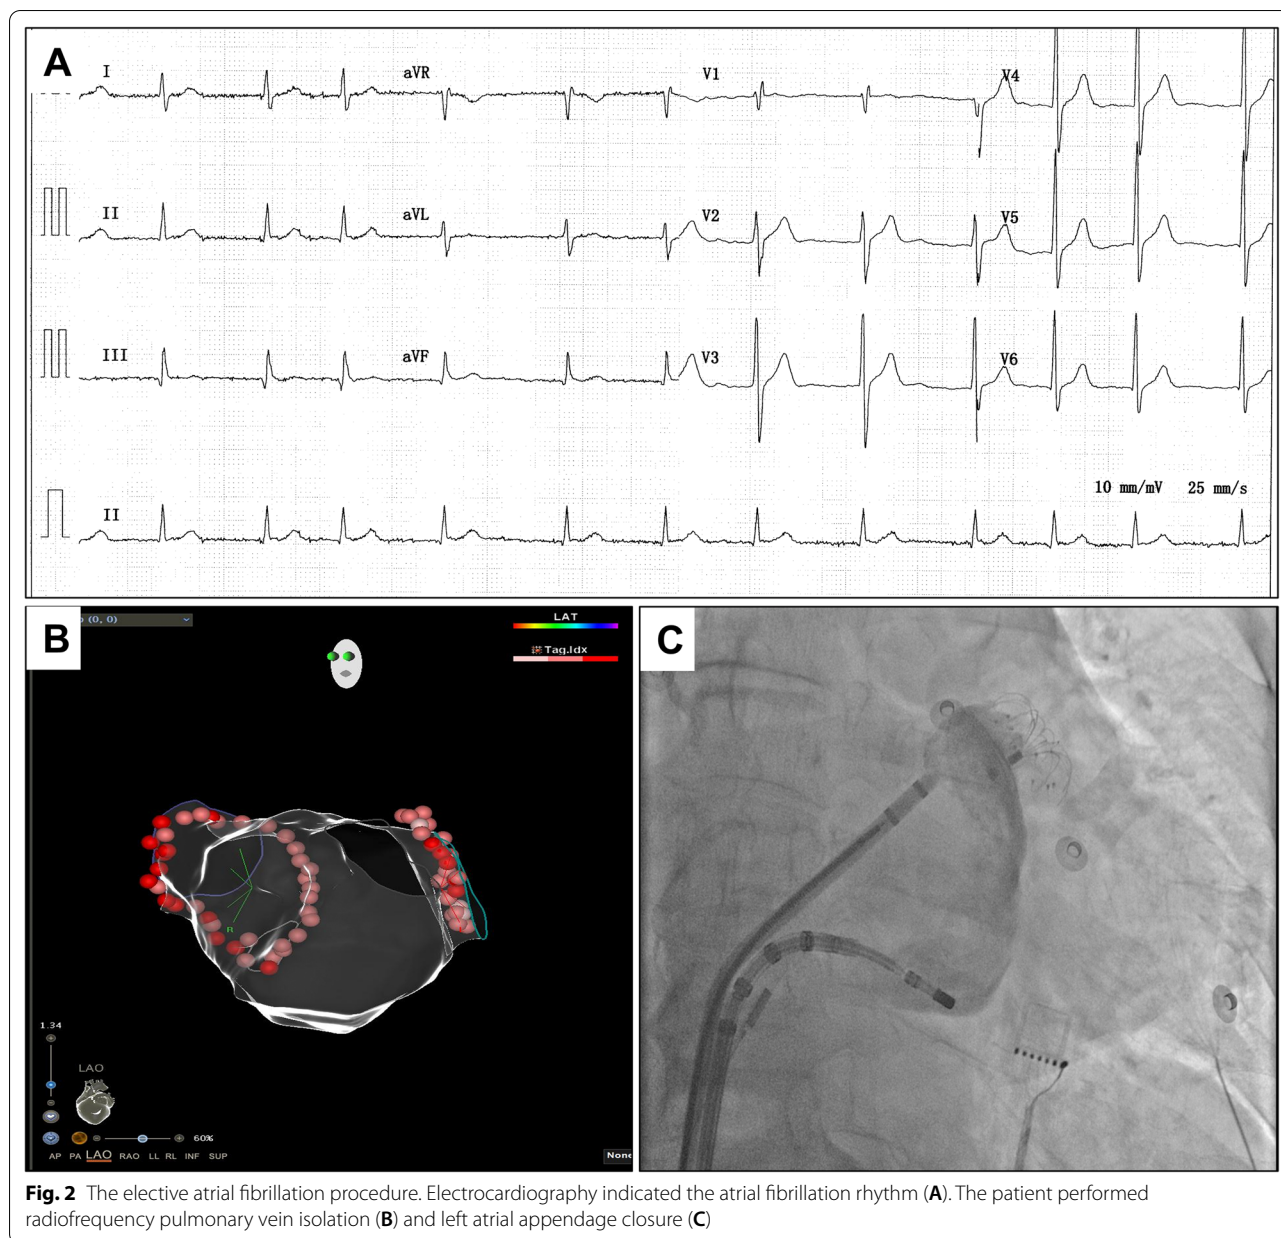 A
I
aVR
V1
V4
II
aVL
V2
V5
III
aVF
V3
V6
10 mm/mV 25 mm/s
II
B
(0, 0)
LAT
Tag.Idx
R
1.34
LAO
60%
AP PA LAO RAO LL RL INF SUP
None
C
Fig. 2 The elective atrial fibrillation procedure. Electrocardiography indicated the atrial fibrillation rhythm (A). The patient performed
radiofrequency pulmonary vein isolation (B) and left atrial appendage closure (C)